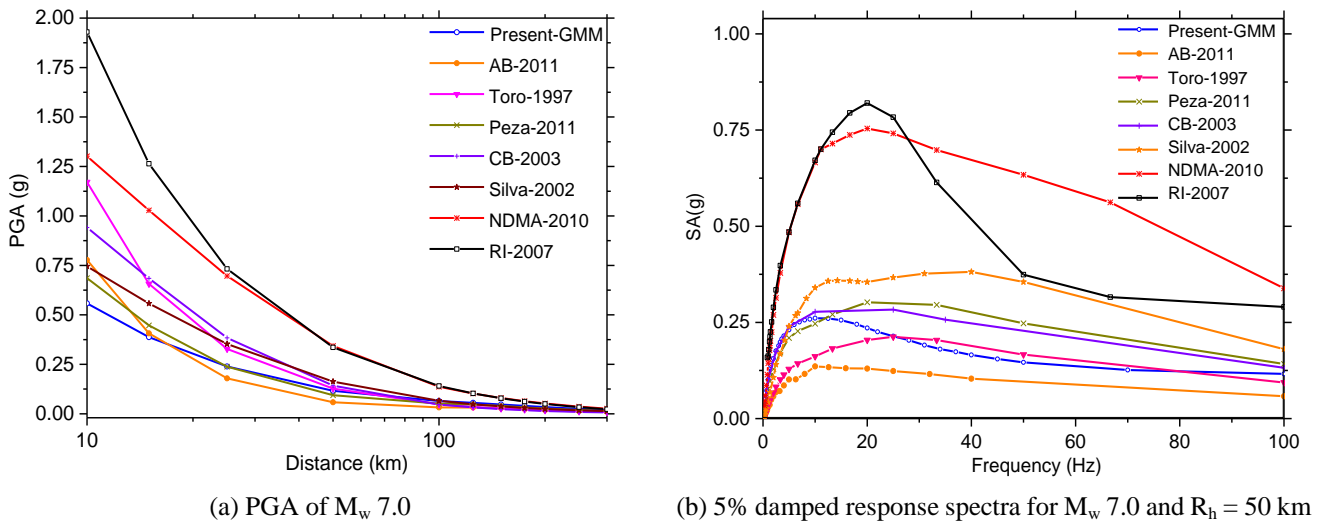 2.00
1.75
1.50
1.25
1.00
0.75
0.50
0.25
0.00
PGA (g)
10
100
Distance (km)
Present-GMM
AB-2011
Toro-1997
Peza-2011
CB-2003
Silva-2002
NDMA-2010
RI-2007
(a) PGA of Mw 7.0
1.00
0.75
0.50
0.25
0.00
SA(g)
0
20
40
60
80
100
Frequency (Hz)
Present-GMM
AB-2011
Toro-1997
Peza-2011
CB-2003
Silva-2002
NDMA-2010
RI-2007
(b) 5% damped response spectra for Mw 7.0 and Rh = 50 km